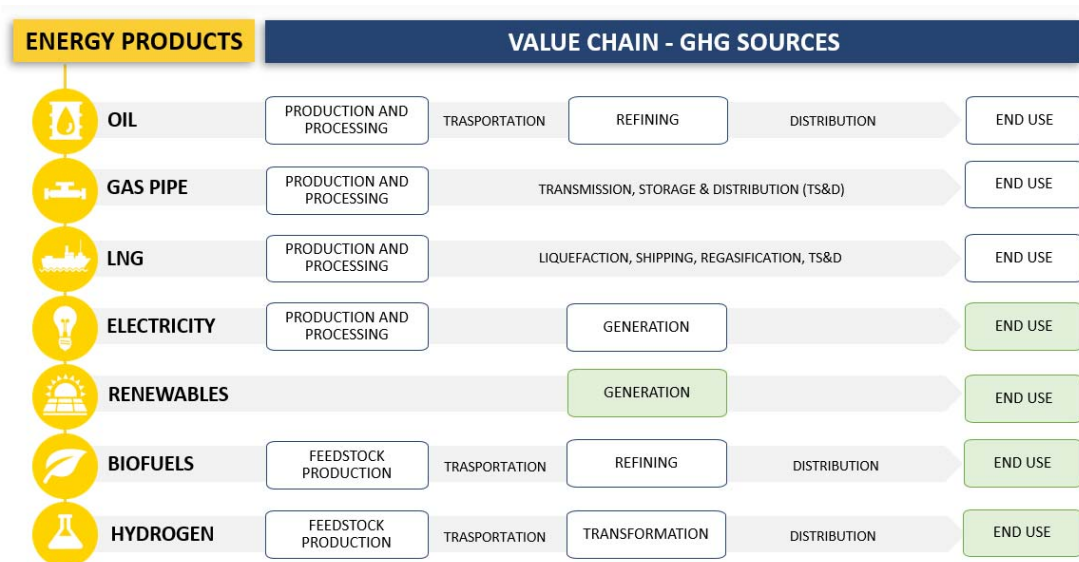 ENERGY PRODUCTS
VALUE CHAIN - GHG SOURCES
OIL
PRODUCTION AND
PROCESSING
TRASPORTATION
REFINING
DISTRIBUTION
END USE
GAS PIPE
PRODUCTION AND
PROCESSING
TRANSMISSION, STORAGE & DISTRIBUTION (TS&D)
END USE
LNG
PRODUCTION AND
PROCESSING
LIQUEFACTION, SHIPPING, REGASIFICATION, TS&D
END USE
ELECTRICITY
PRODUCTION AND
PROCESSING
GENERATION
END USE
RENEWABLES
GENERATION
END USE
BIOFUELS
FEEDSTOCK
PRODUCTION
TRASPORTATION
REFINING
DISTRIBUTION
END USE
HYDROGEN
FEEDSTOCK
PRODUCTION
TRASPORTATION
TRANSFORMATION
DISTRIBUTION
END USE